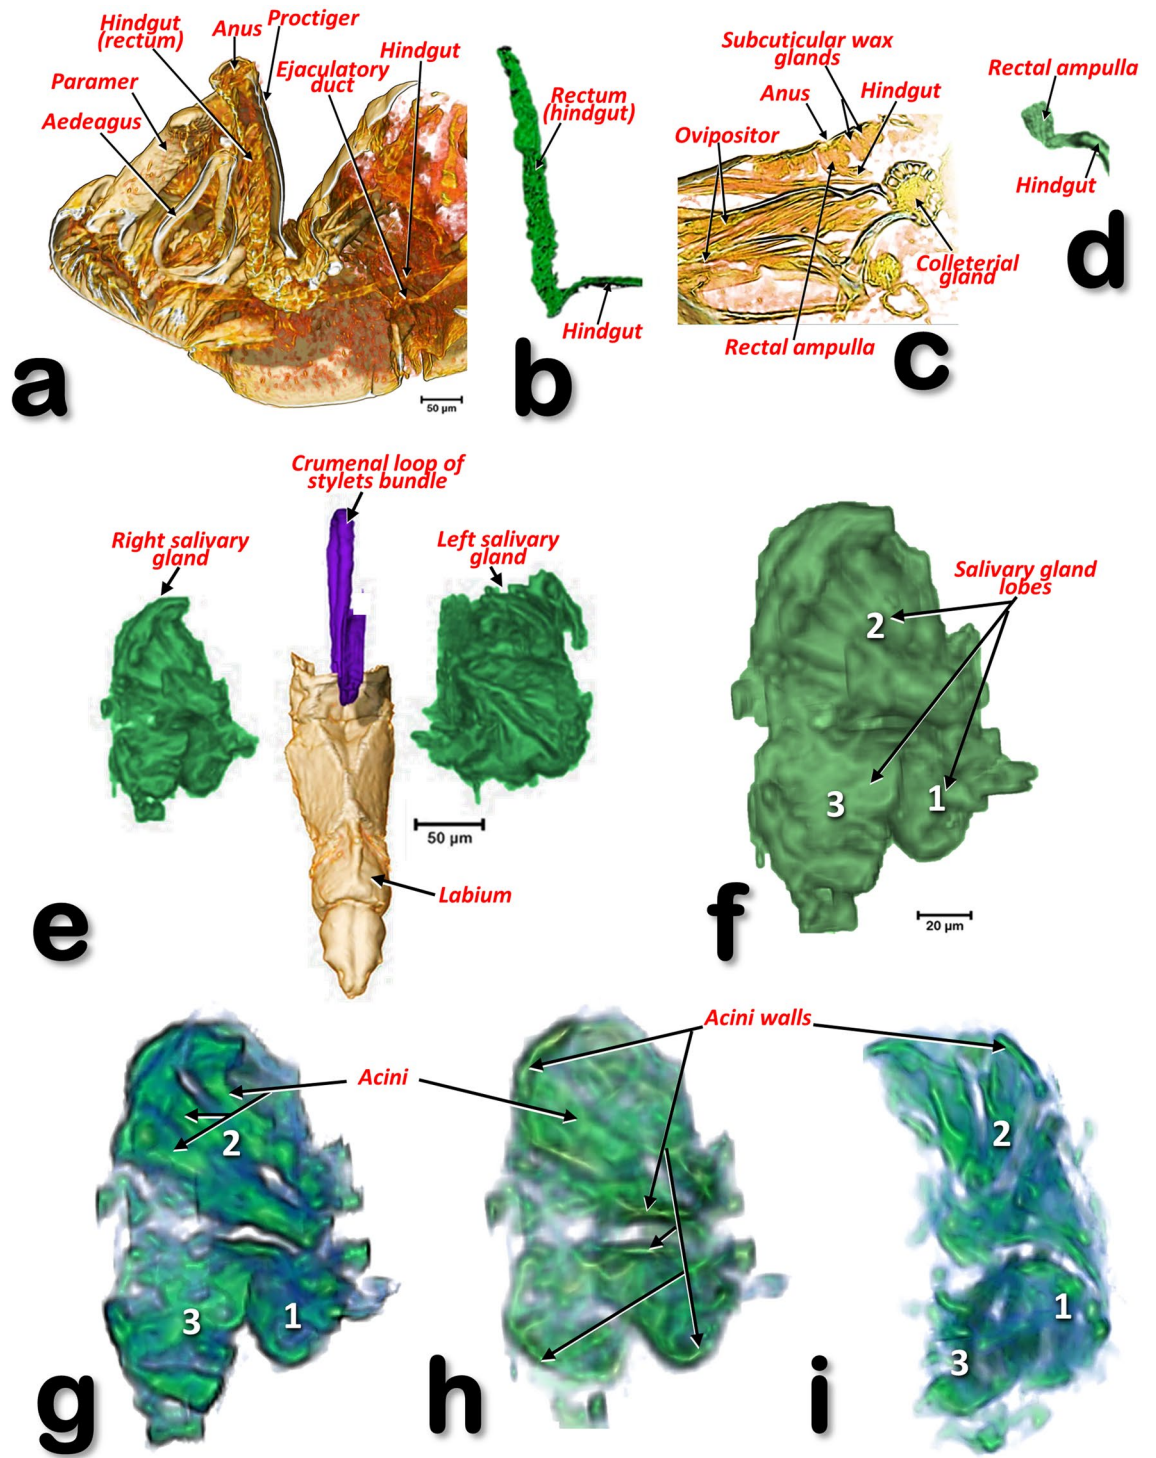 Hindgut
(rectum)
Anus
Proctiger
Paramer
Aedeagus
Ejaculatory
duct
Hindgut
50 µm
a
Rectum
(hindgut)
Hindgut
b
Subcuticular wax
glands
Anus
Hindgut
Ovipositor
Colleterial
gland
Rectal ampulla
c
Rectal ampulla
Hindgut
d
Crumenal loop of
stylets bundle
Right salivary
gland
Left salivary
gland
50 µm
Labium
e
Salivary gland
lobes
2
3
1
20 µm
f
Acini
2
3
1
g
Acini walls
h
2
1
3
i